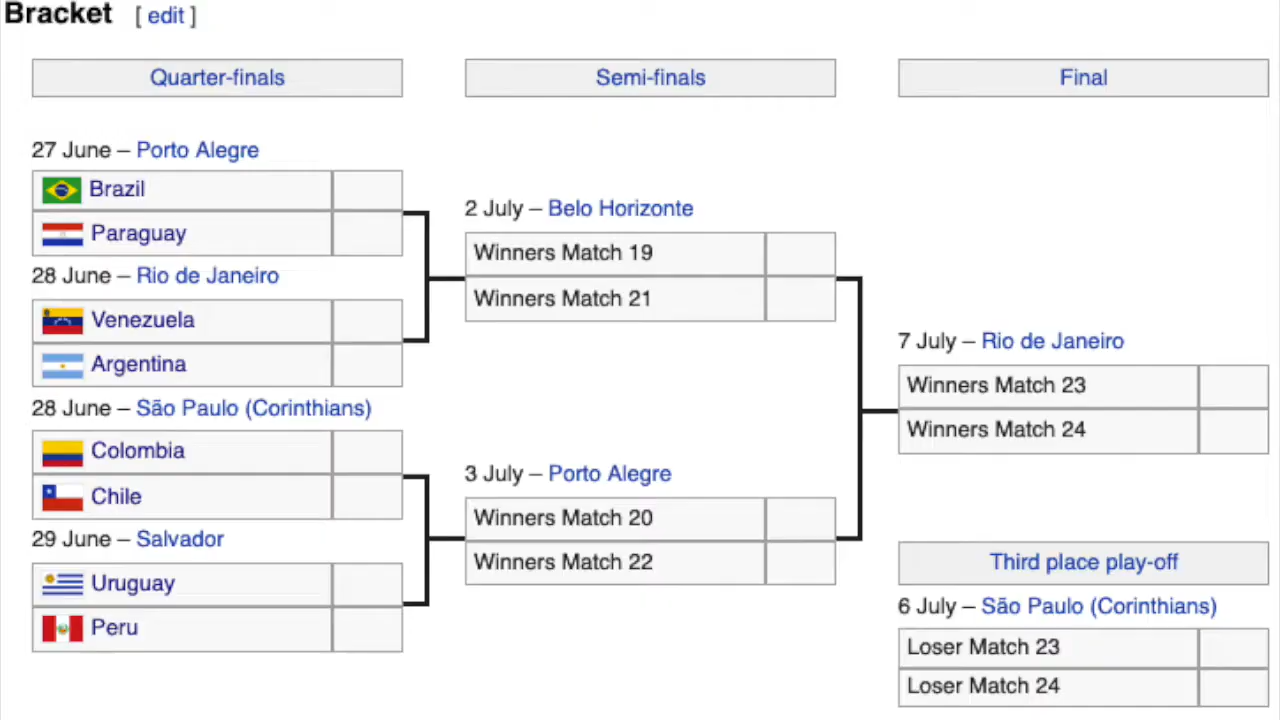 Bracket [ edit ]
Quarter-finals
Semi-finals
Final
27 June – Porto Alegre
Brazil
Paraguay
28 June – Rio de Janeiro
Venezuela
Argentina
28 June – São Paulo (Corinthians)
Colombia
Chile
29 June – Salvador
Uruguay
Peru
2 July – Belo Horizonte
Winners Match 19
Winners Match 21
3 July – Porto Alegre
Winners Match 20
Winners Match 22
7 July – Rio de Janeiro
Winners Match 23
Winners Match 24
Third place play-off
6 July – São Paulo (Corinthians)
Loser Match 23
Loser Match 24